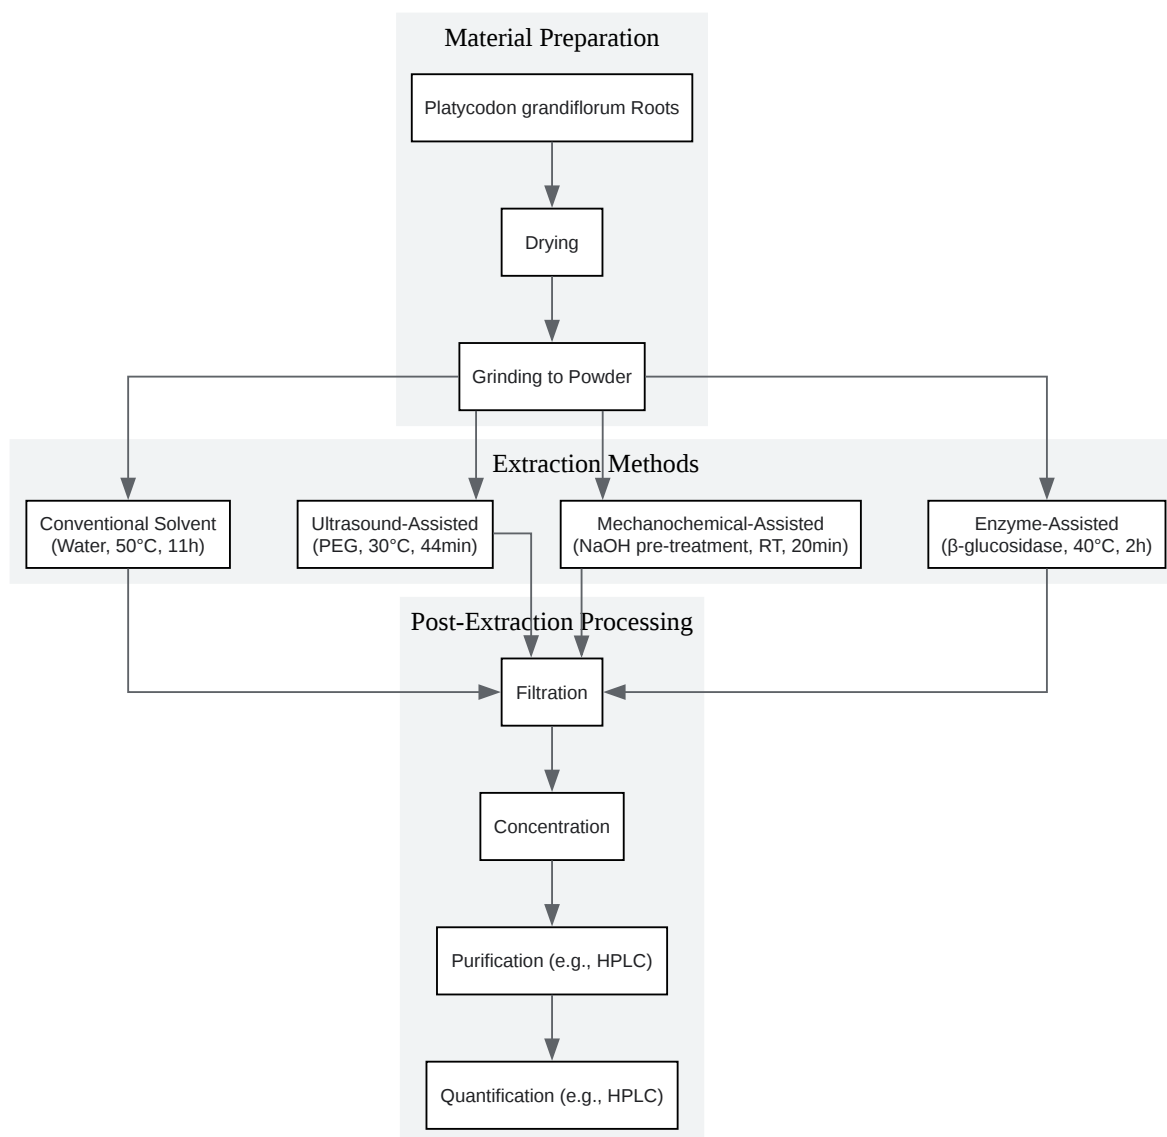 Material Preparation
Platycodon grandiflorum Roots
Drying
Grinding to Powder
Extraction Methods
Conventional Solvent
(Water, 50°C, 11h)
Ultrasound-Assisted
(PEG, 30°C, 44min)
Mechanochemical-Assisted
(NaOH pre-treatment, RT, 20min)
Enzyme-Assisted
(β-glucosidase, 40°C, 2h)
Post-Extraction Processing
Filtration
Concentration
Purification (e.g., HPLC)
Quantification (e.g., HPLC)